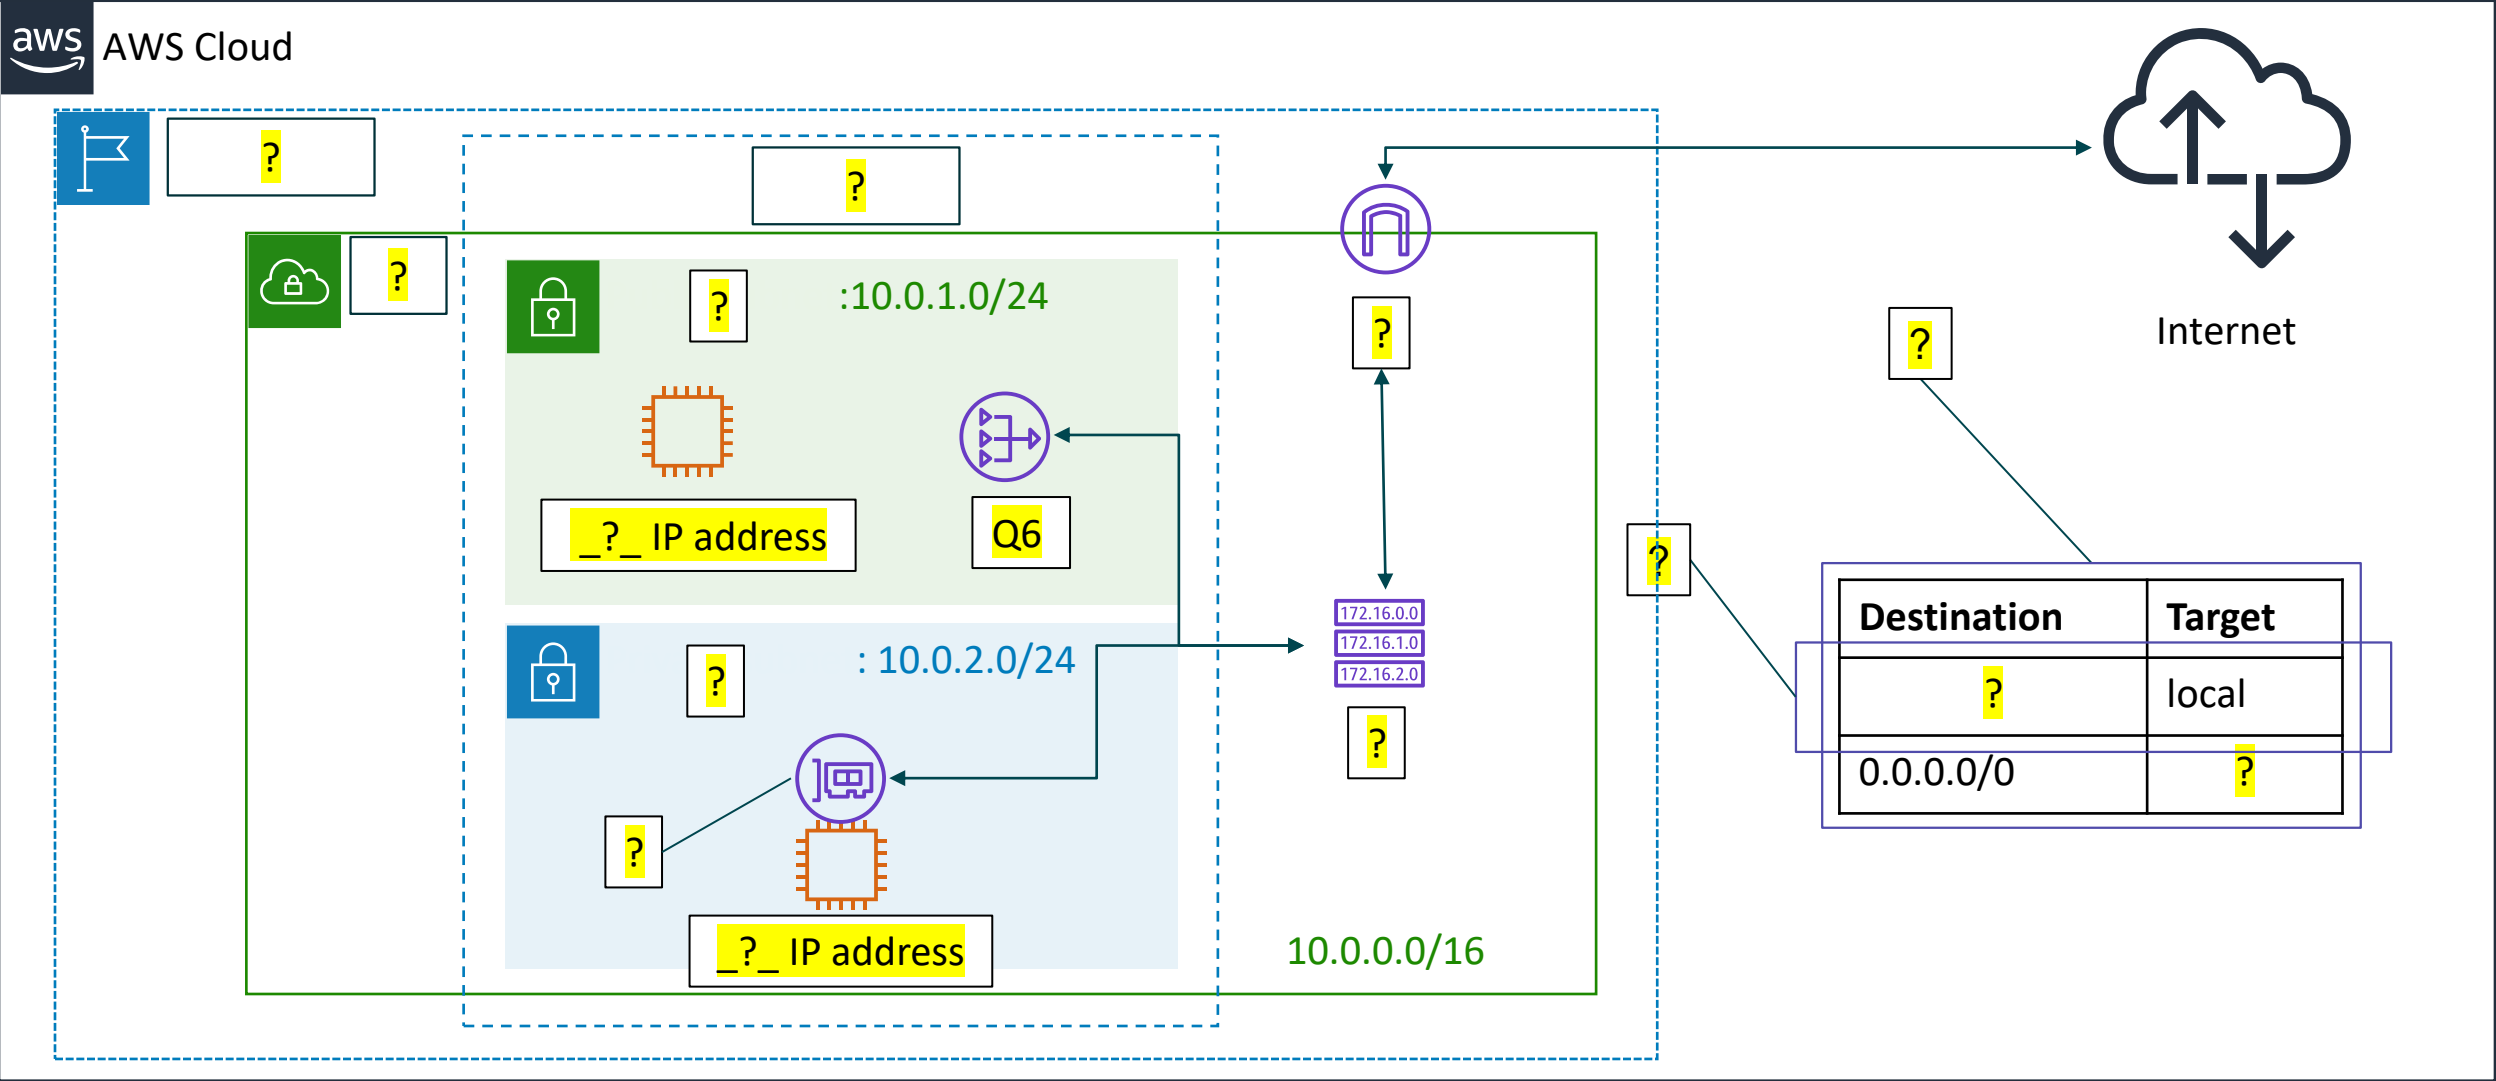 aws
AWS Cloud
?
?
?
?
:10.0.1.0/24
?
?
Internet
_?_ IP address
Q6
?
172.16.0.0
172.16.1.0
172.16.2.0
?
: 10.0.2.0/24
?
?
_?_ IP address
10.0.0.0/16
Destination
Target
?
local
0.0.0.0/0
?